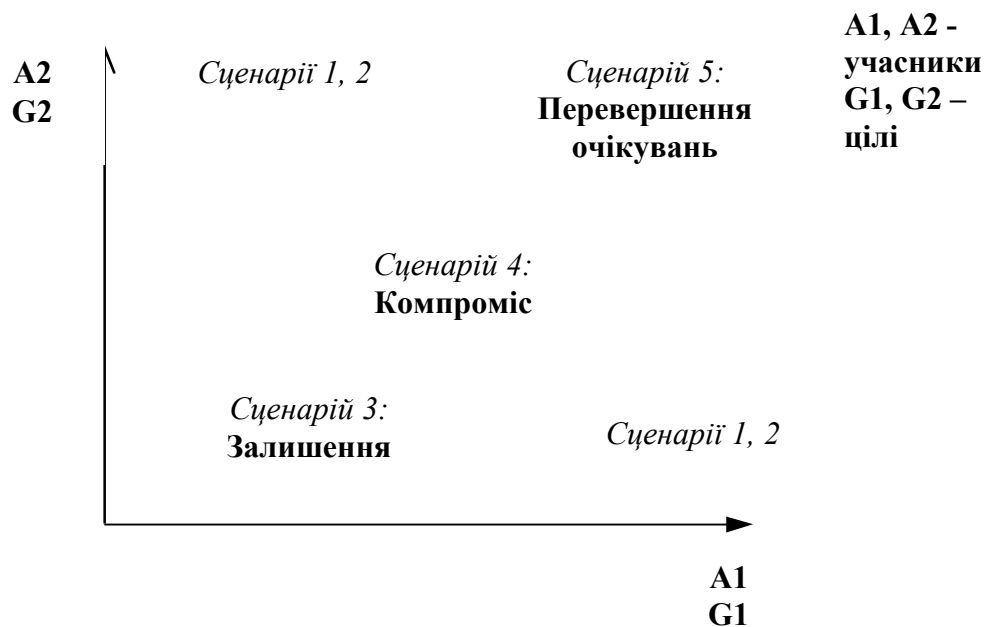 A2
G2
Сценарії 1, 2
Сценарій 5:
Перевершення
очікувань
A1, A2 -
учасники
G1, G2 –
цілі
Сценарій 4:
Компроміс
Сценарій 3:
Залишення
Сценарії 1, 2
A1
G1